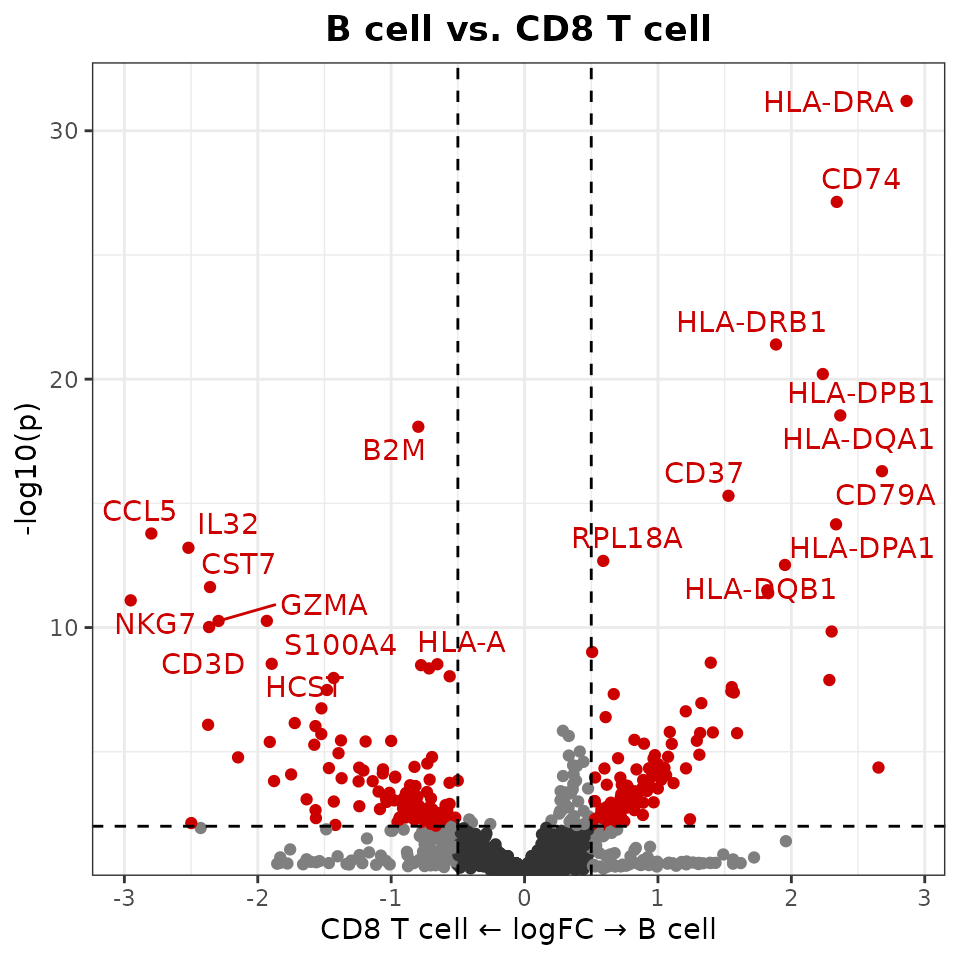 B cell vs. CD8 T cell
HLA-DRA
30
CD74
HLA-DRB1
20
HLA-DPB1
HLA-DQA1
B2M
CD37
CD79A
CCL5
IL32
RPL18A
HLA-DPA1
CST7
HLA-DQB1
GZMA
NKG7
10
S100A4
HLA-A
CD3D
HCST
-log10(p)
-3
-2
-1
0
1
2
3
CD8 T cell ← logFC → B cell